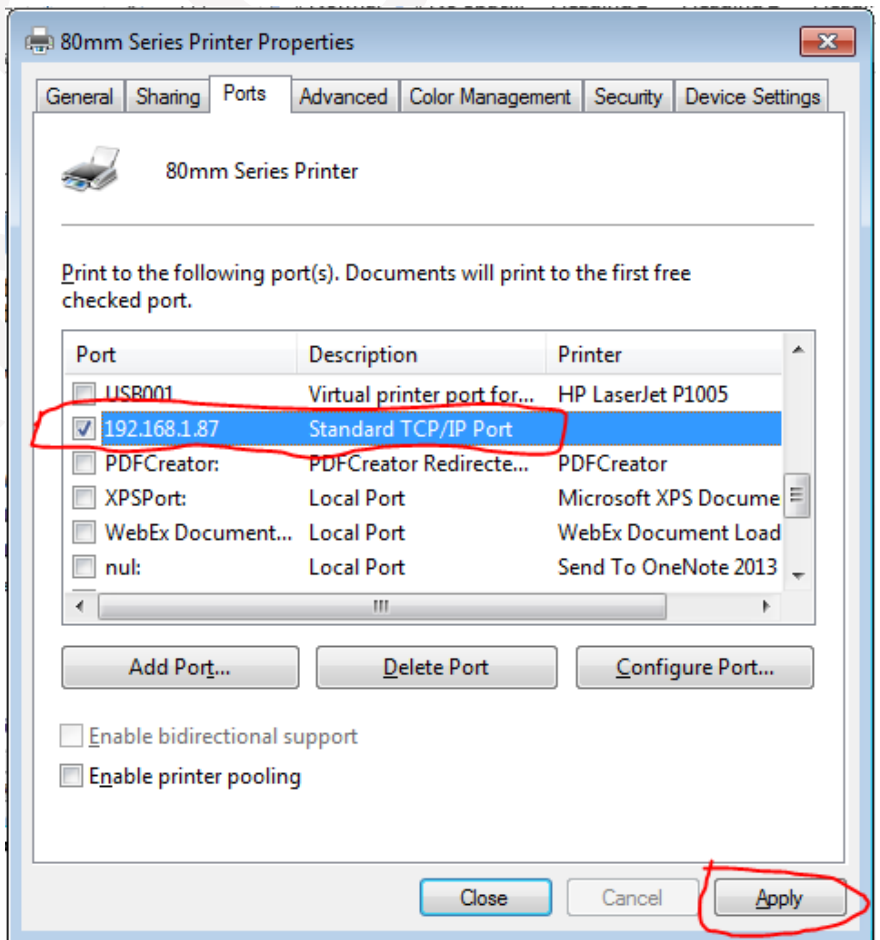 80mm Series Printer Properties
General Sharing Ports Advanced Color Management Security Device Settings
80mm Series Printer
Print to the following port(s). Documents will print to the first free
checked port.
Port Description Printer
USB001 Virtual printer port for... HP LaserJet P1005
192.168.1.87 Standard TCP/IP Port
PDFCreator: PDFCreator Redirecte... PDFCreator
XPSPort: Local Port Microsoft XPS Docume
WebEx Document... Local Port WebEx Document Load
nul: Local Port Send To OneNote 2013
Add Port... Delete Port Configure Port...
Enable bidirectional support
Enable printer pooling
Close Cancel Apply